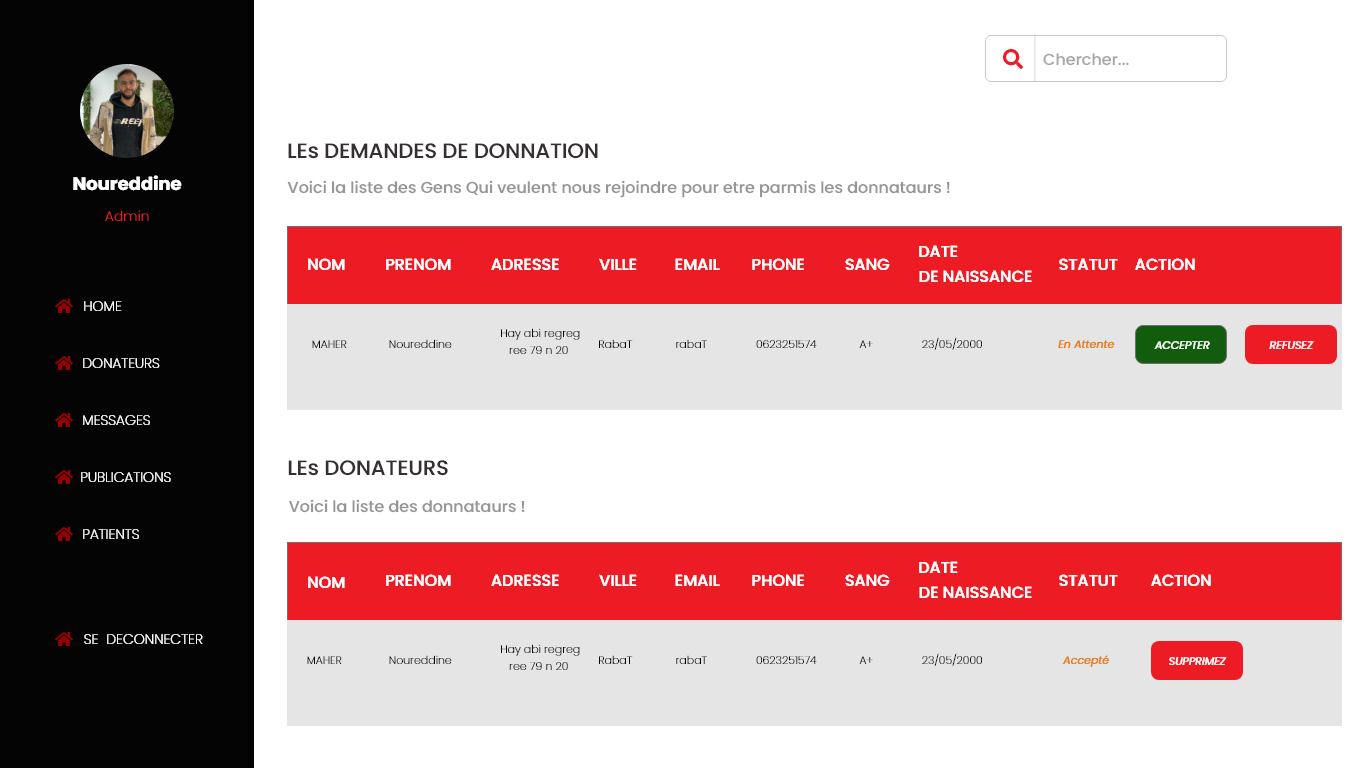 Chercher...
REEF
Noureddine
Admin
HOME
DONATEURS
MESSAGES
PUBLICATIONS
PATIENTS
SE DECONNECTER
LEs DEMANDES DE DONNATION
Voici la liste des Gens Qui veulent nous rejoindre pour etre parmis les donnataurs !
NOM PRENOM ADRESSE VILLE EMAIL PHONE SANG DATE DE NAISSANCE STATUT ACTION
MAHER Noureddine Hay abi regreg ree 79 n 20 RabaT rabaT 0623251574 A+ 23/05/2000 En Attente ACCEPTER REFUSEZ
LEs DONATEURS
Voici la liste des donnataurs !
NOM PRENOM ADRESSE VILLE EMAIL PHONE SANG DATE DE NAISSANCE STATUT ACTION
MAHER Noureddine Hay abi regreg ree 79 n 20 RabaT rabaT 0623251574 A+ 23/05/2000 Accepté SUPPRIMEZ